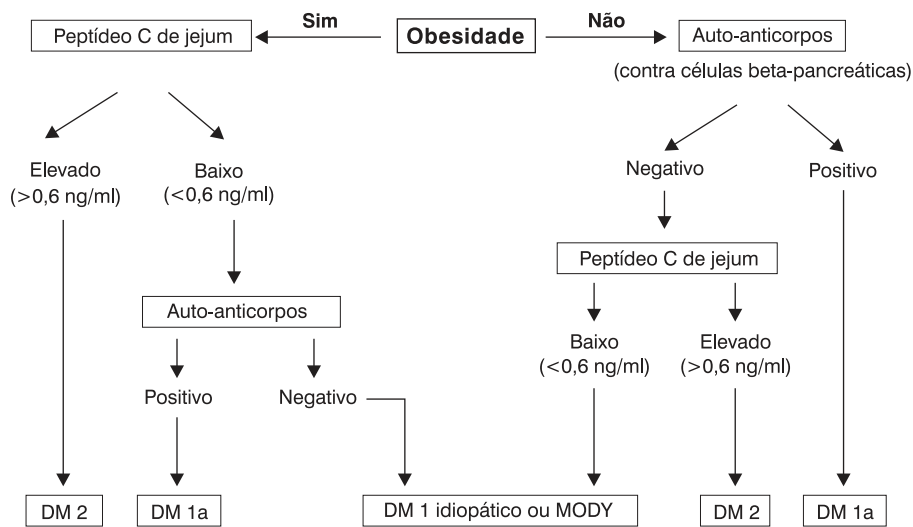 Sim
Não
Peptídeo C de jejum
Obesidade
Auto-anticorpos
(contra células beta-pancreáticas)
Elevado
(>0,6 ng/ml)
Baixo
(<0,6 ng/ml)
Negativo
Positivo
Peptídeo C de jejum
Auto-anticorpos
Baixo
(<0,6 ng/ml)
Elevado
(>0,6 ng/ml)
Positivo
Negativo
DM 2
DM 1a
DM 1 idiopático ou MODY
DM 2
DM 1a